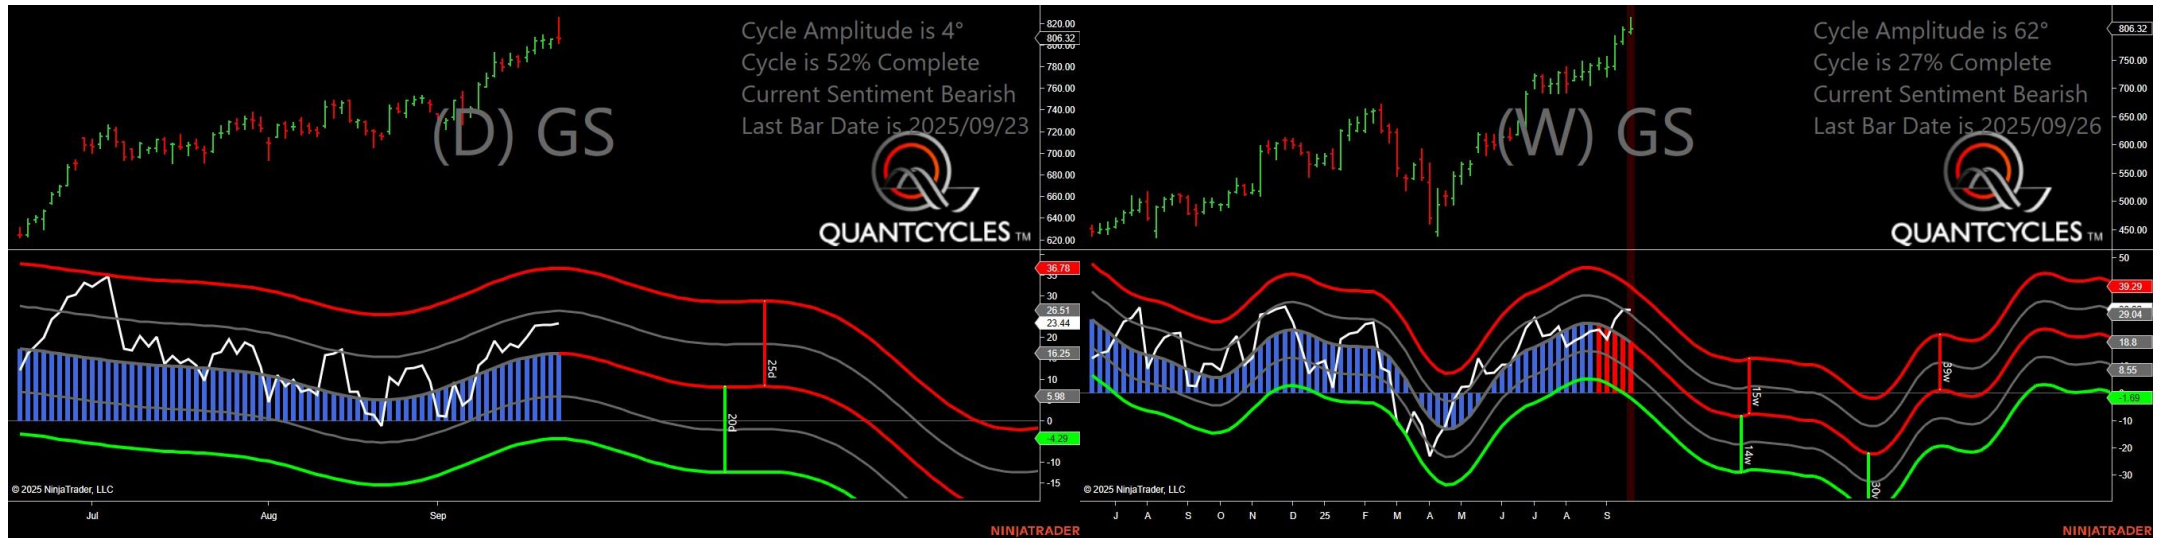 Cycle Amplitude is 4°
Cycle is 52% Complete
Current Sentiment Bearish
Last Bar Date is 2025/09/23
(D) GS
QUANTCYCLES TM
820.00
806.32
800.00
780.00
760.00
740.00
720.00
700.00
680.00
660.00
640.00
620.00
36.78
35
30
26.51
23.44
20
16.25
10
5.98
0
-4.29
-10
-15
25d
20d
© 2025 NinjaTrader, LLC
Jul Aug Sep
NINJATRADER
Cycle Amplitude is 62°
Cycle is 27% Complete
Current Sentiment Bearish
Last Bar Date is 2025/09/26
(W) GS
QUANTCYCLES TM
806.32
750.00
700.00
650.00
600.00
550.00
500.00
450.00
50
39.29
29.04
18.8
8.55
-1.69
-10
-20
-30
15w
14w
39w
© 2025 NinjaTrader, LLC
J A S O N D 25 F M A M J J A S
NINJATRADER